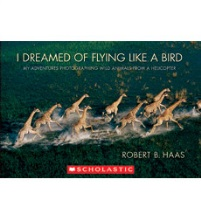 I DREAMED OF FLYING LIKE A BIRD
MY ADVENTURES PHOTOGRAPHING WILD ANIMALS FROM A HELICOPTER
ROBERT B. HAAS
SCHOLASTIC